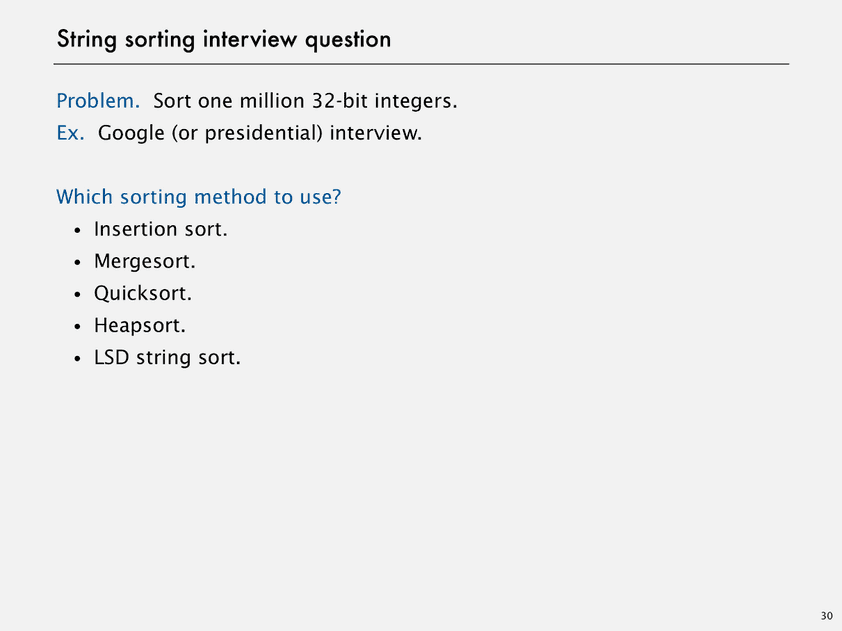 String sorting interview question
Problem. Sort one million 32-bit integers.
Ex. Google (or presidential) interview.
Which sorting method to use?
• Insertion sort.
• Mergesort.
• Quicksort.
• Heapsort.
• LSD string sort.
30